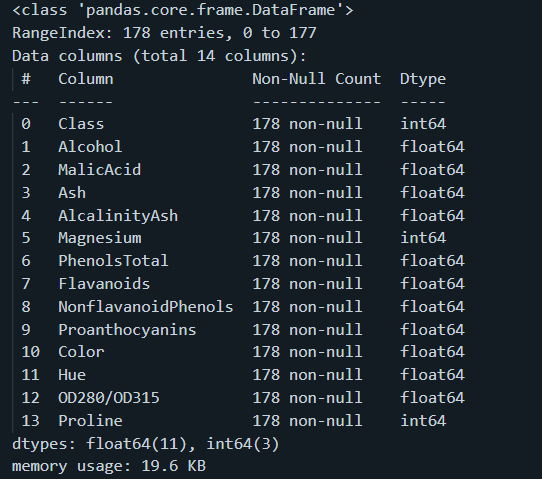 <class 'pandas.core.frame.DataFrame'>
RangeIndex: 178 entries, 0 to 177
Data columns (total 14 columns):
 #   Column                Non-Null Count  Dtype
---  ------                --------------  -----
 0   Class                 178 non-null    int64
 1   Alcohol               178 non-null    float64
 2   MalicAcid             178 non-null    float64
 3   Ash                   178 non-null    float64
 4   AlcalinityAsh         178 non-null    float64
 5   Magnesium             178 non-null    int64
 6   PhenolsTotal          178 non-null    float64
 7   Flavanoids            178 non-null    float64
 8   NonflavanoidPhenols   178 non-null    float64
 9   Proanthocyanins       178 non-null    float64
 10  Color                 178 non-null    float64
 11  Hue                   178 non-null    float64
 12  OD280/OD315           178 non-null    float64
 13  Proline               178 non-null    int64
dtypes: float64(11), int64(3)
memory usage: 19.6 KB